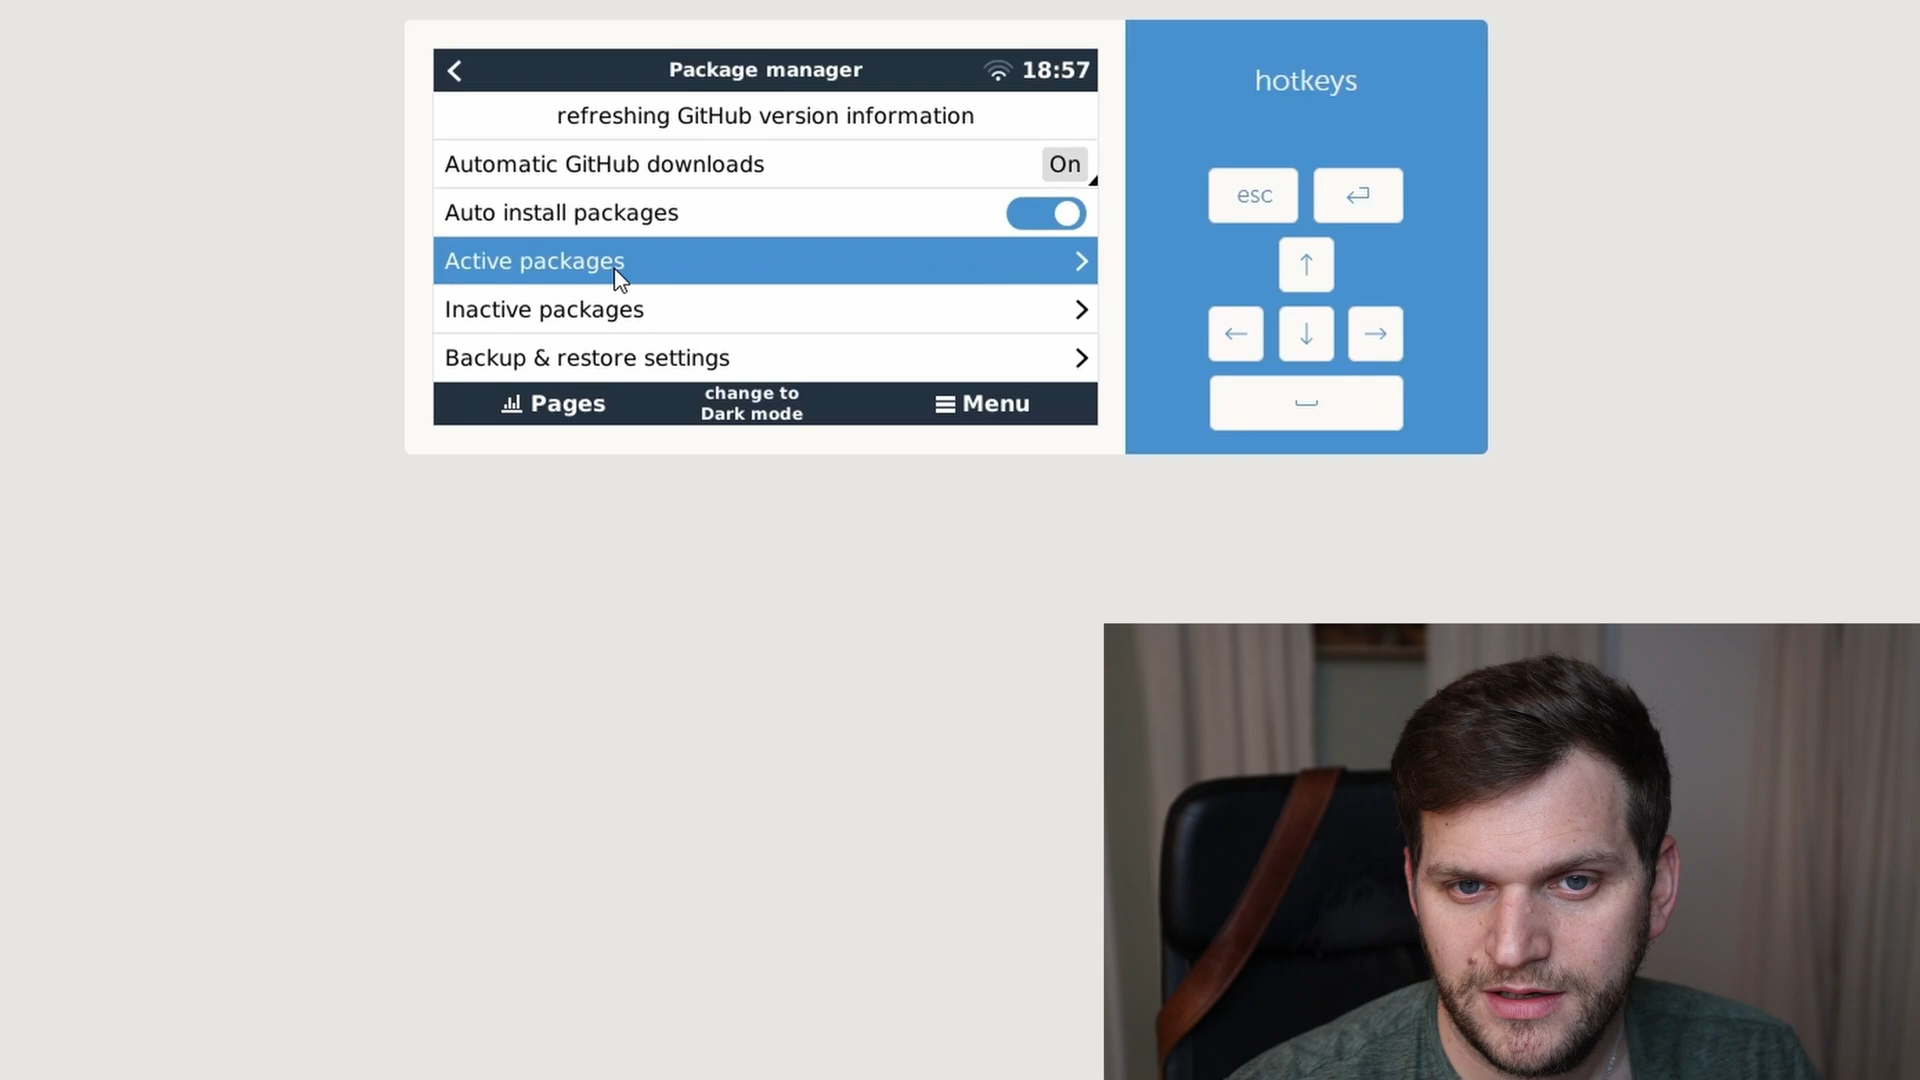 Package manager
18:57
refreshing GitHub version information
Automatic GitHub downloads
On
Auto install packages
Active packages
Inactive packages
Backup & restore settings
Pages
change to
Dark mode
Menu
hotkeys
esc